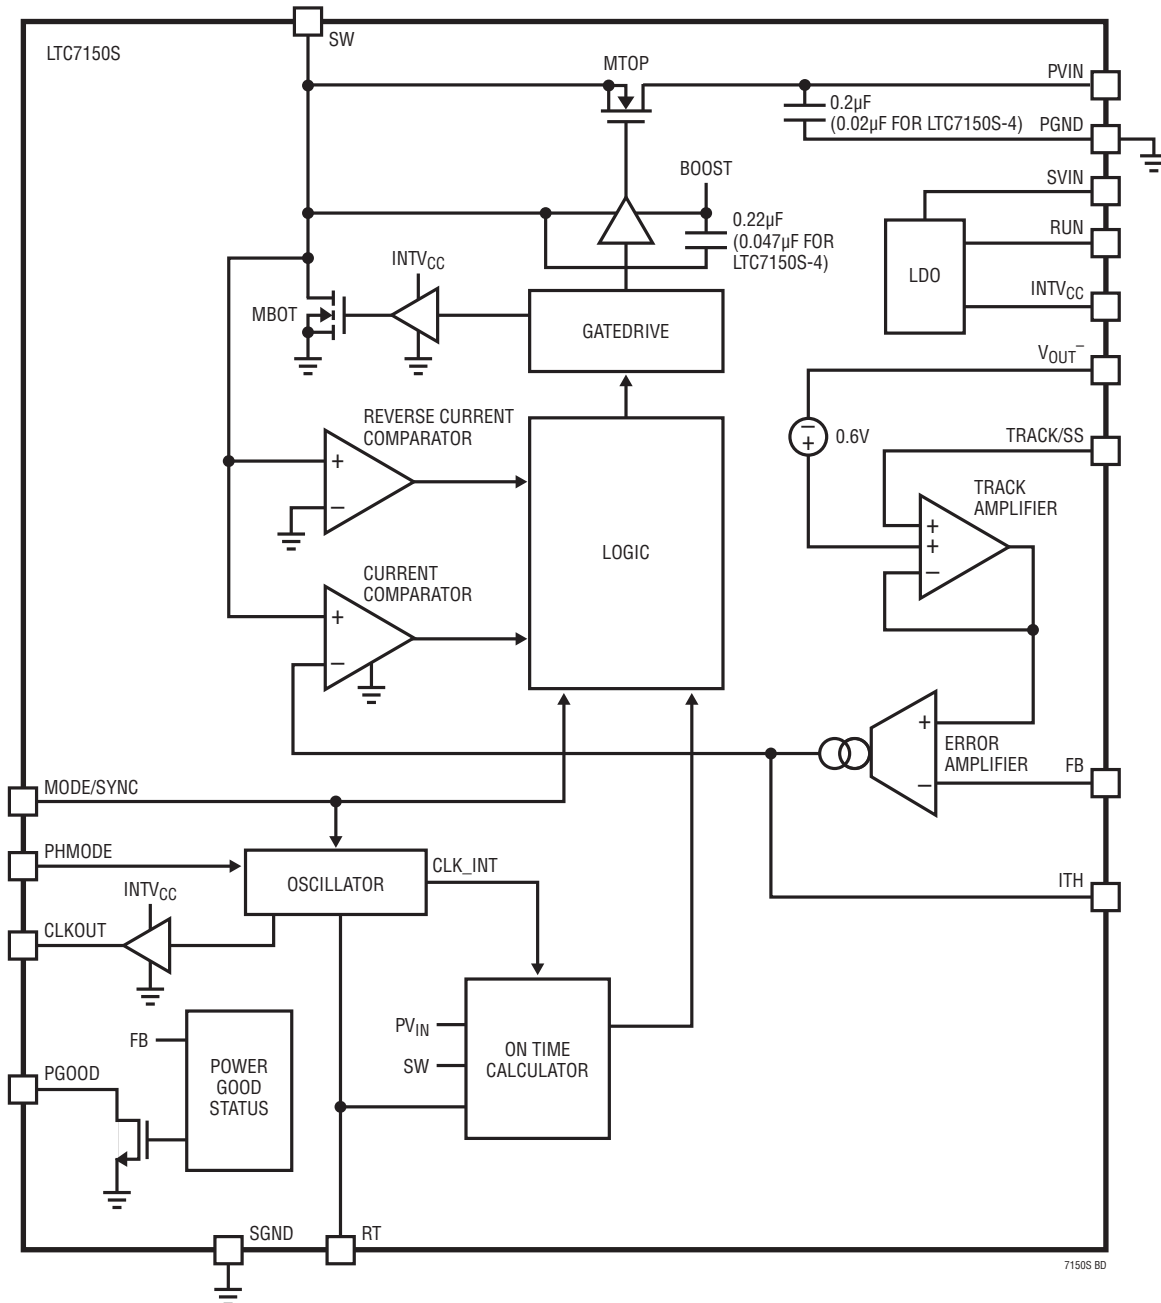 LTC7150S
SW
MTOP
PVIN
0.2µF
(0.02µF FOR LTC7150S-4)
PGND
BOOST
SVIN
0.22µF
(0.047µF FOR
LTC7150S-4)
RUN
LDO
INTVCC
INTVCC
MBOT
GATEDRIVE
VOUT–
REVERSE CURRENT
COMPARATOR
+
–
–
+
0.6V
TRACK/SS
TRACK
AMPLIFIER
+
+
–
LOGIC
CURRENT
COMPARATOR
+
–
+
–
ERROR
AMPLIFIER
FB
MODE/SYNC
PHMODE
OSCILLATOR
CLK_INT
ITH
INTVCC
CLKOUT
FB
POWER
GOOD
STATUS
PGOOD
PVIN
SW
ON TIME
CALCULATOR
SGND
RT
7150S BD